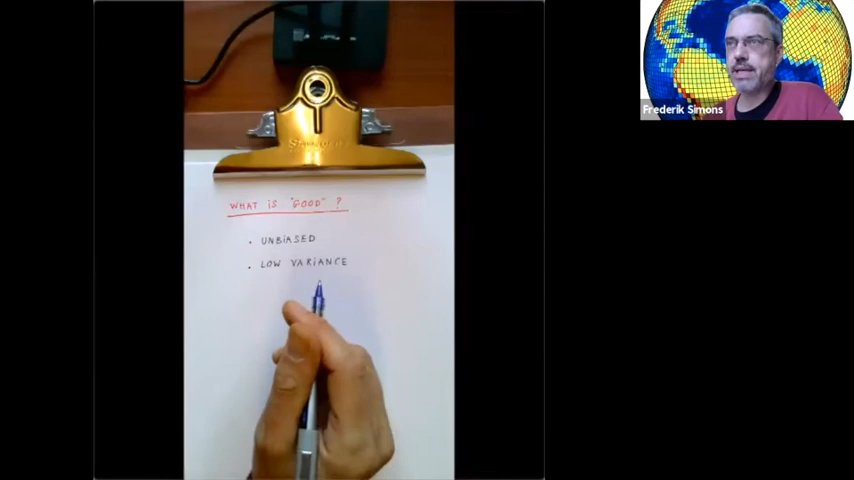 WHAT IS "GOOD" ?
• UNBIASED
• LOW VARIANCE
Frederik Simons